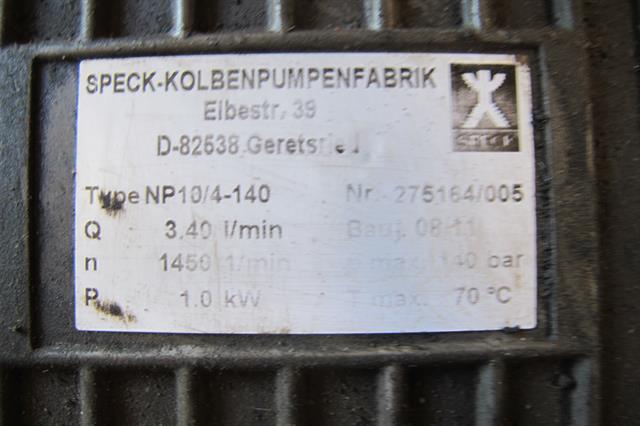 SPECK-KOLBENPUMPENFABRIK
Elbestr. 39
D-82538 Geretsried
SPECK
Type NP10/4-140 Nr. 275164/005
Q 3.40 l/min Bauj. 08-11
n 1450 1/min p max. 140 bar
P 1.0 kW T max. 70 °C